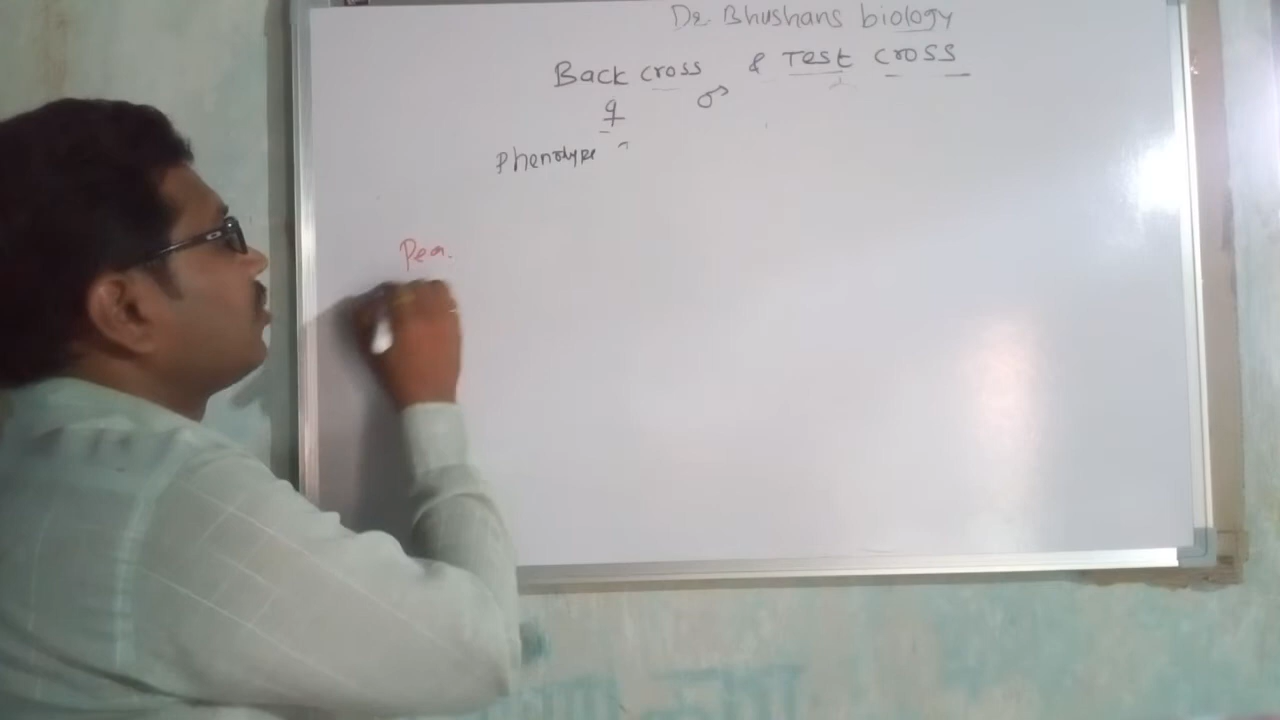 Dr. Bhushans biology
Back cross & Test cross
♀ ♂
Phenotype
Pea.